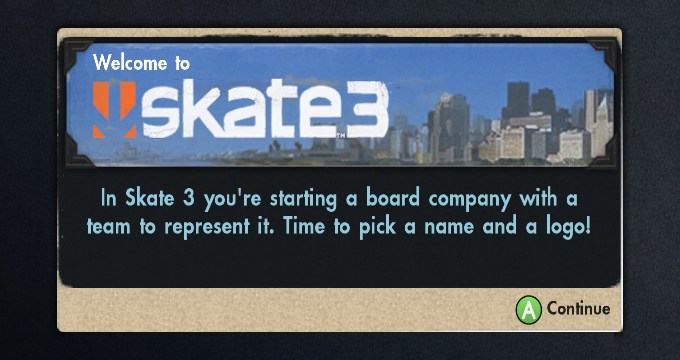 Welcome to
skate3™
In Skate 3 you're starting a board company with a
team to represent it. Time to pick a name and a logo!
A Continue